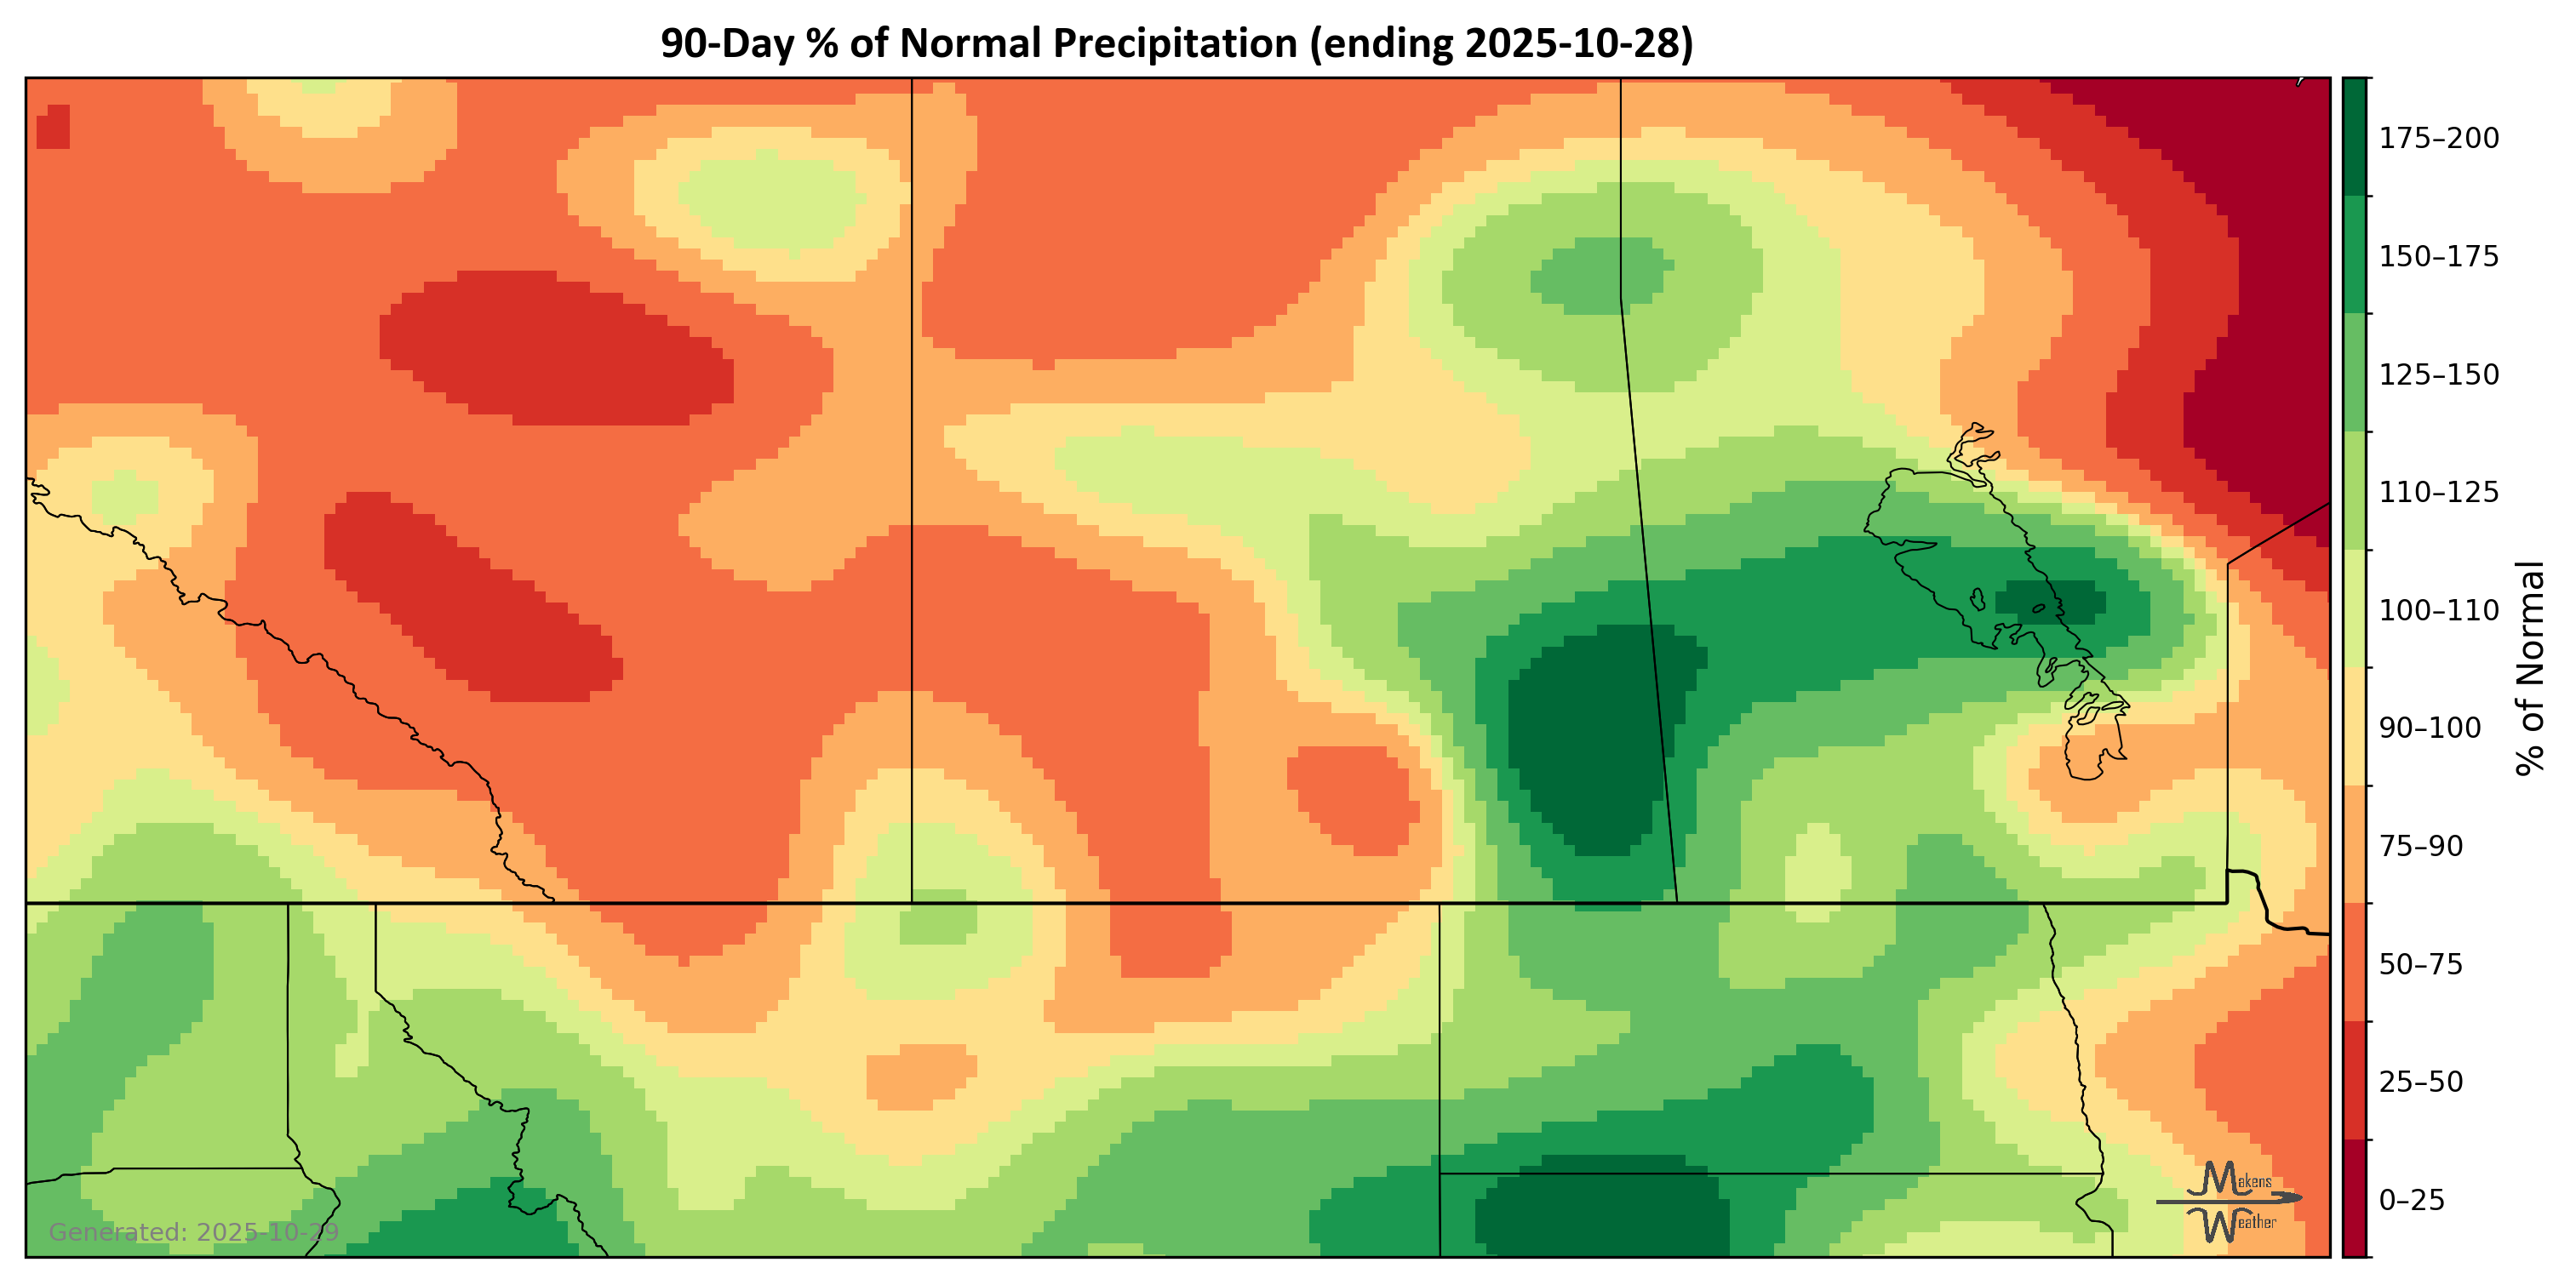 90-Day % of Normal Precipitation (ending 2025-10-28)
175–200
150–175
125–150
110–125
100–110
90–100
75–90
50–75
25–50
0–25
% of Normal
Generated: 2025-10-29
Makens
Weather